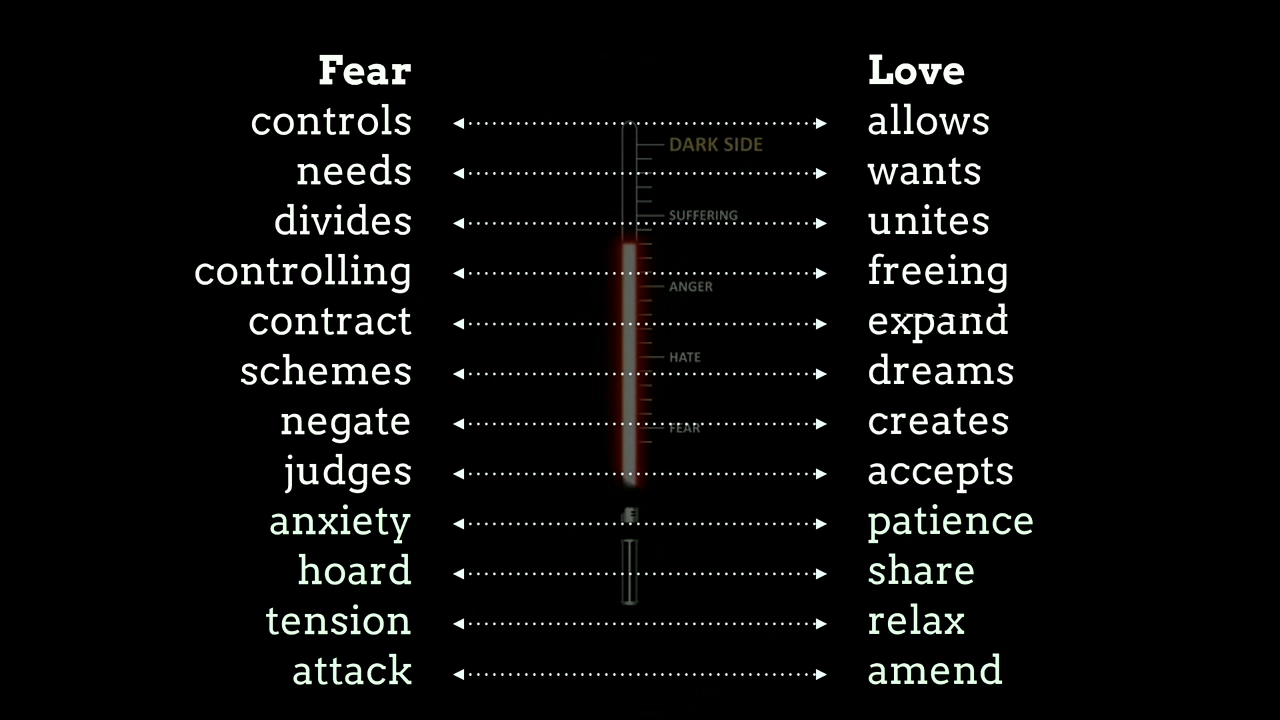 Fear Love
controls allows
DARK SIDE
needs wants
SUFFERING
divides unites
controlling freeing
ANGER
contract expand
HATE
schemes dreams
negate creates
FEAR
judges accepts
anxiety patience
hoard share
tension relax
attack amend